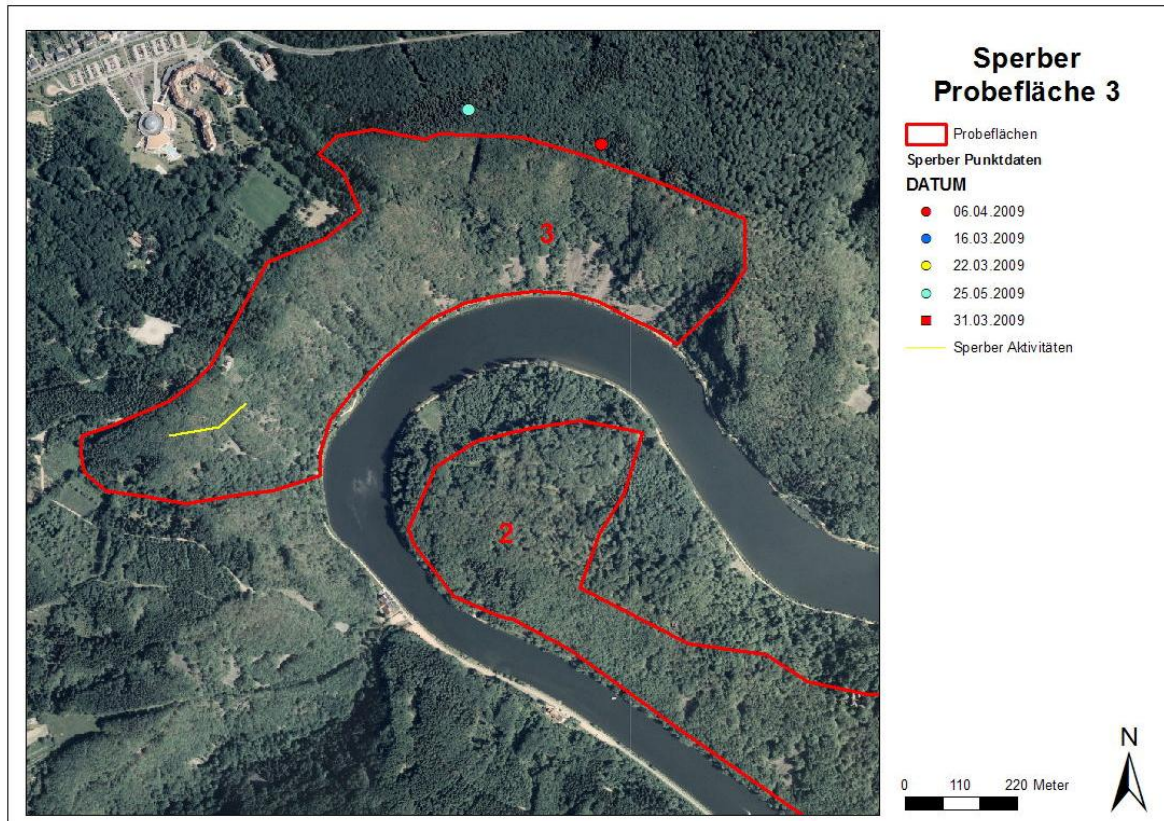 Sperber
Probefläche 3
Probeflächen
Sperber Punktdaten
DATUM
06.04.2009
16.03.2009
22.03.2009
25.05.2009
31.03.2009
Sperber Aktivitäten
3
2
N
0 110 220 Meter